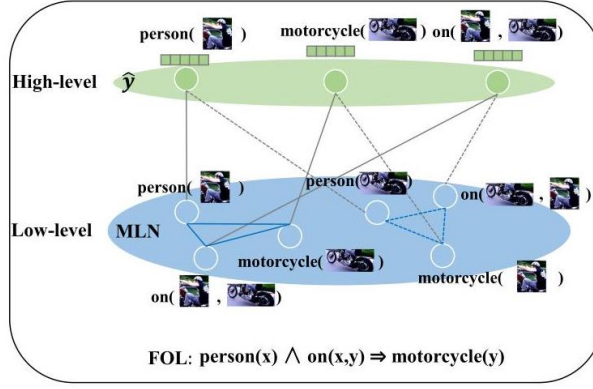 person( ) motorcycle( ) on( , )
High-level ŷ
person( ) person( ) on( , )
Low-level MLN
motorcycle( ) motorcycle( )
on( , )
FOL: person(x) ∧ on(x,y) ⇒ motorcycle(y)